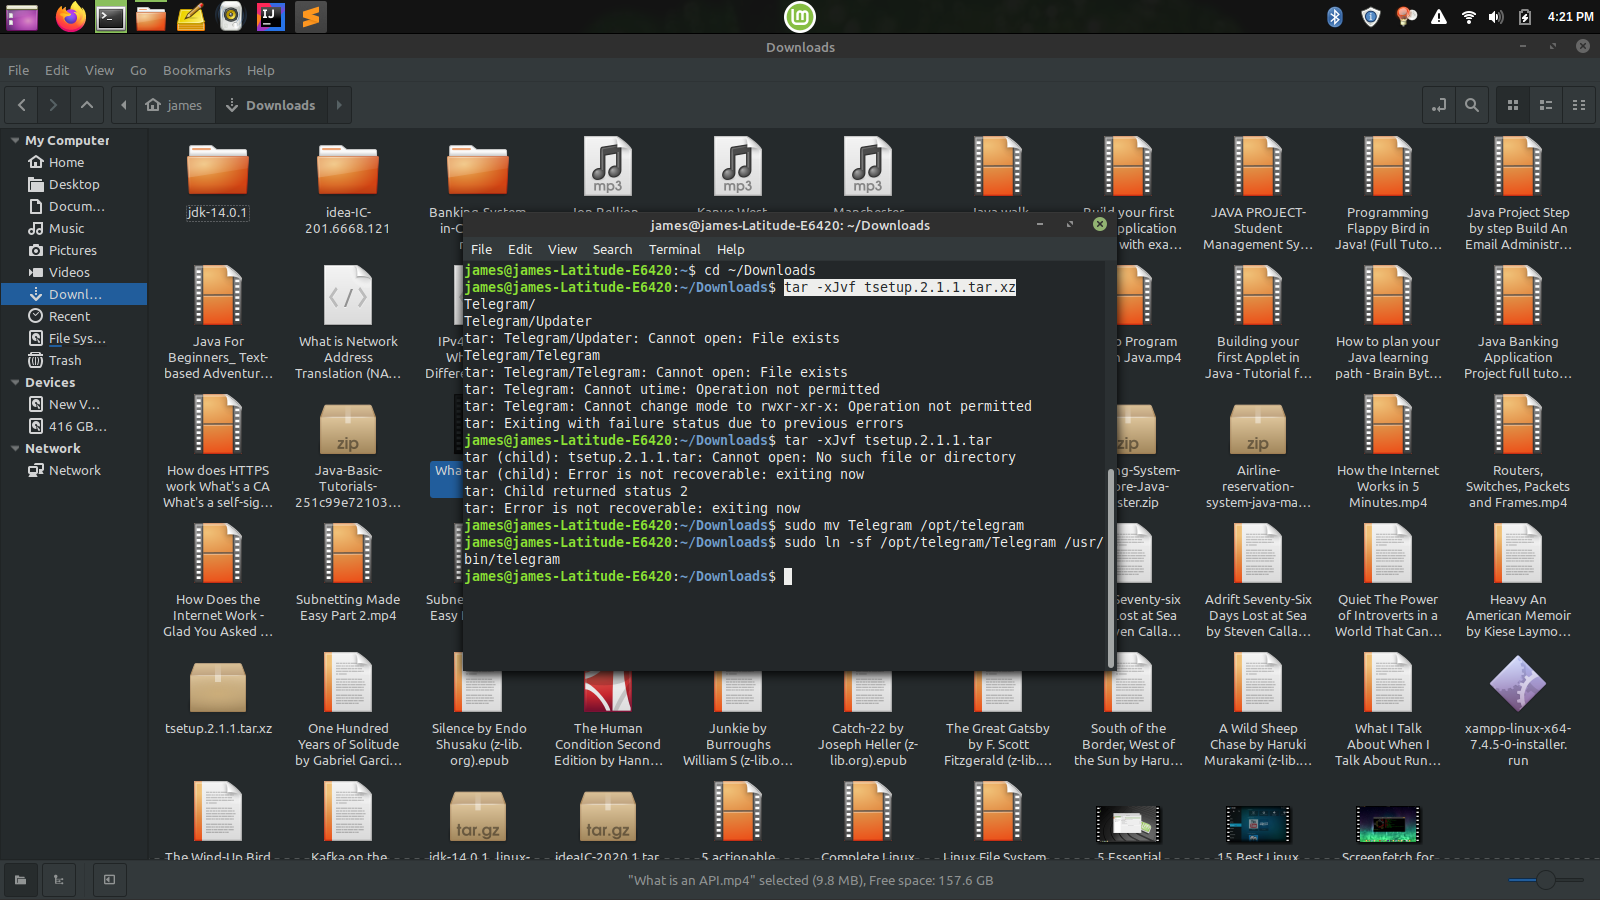 4:21 PM
Downloads
File Edit View Go Bookmarks Help
james Downloads
My Computer
Home
Desktop
Docum...
Music
Pictures
Videos
Downl...
Recent
File Sys...
Trash
Devices
New V...
416 GB...
Network
Network
mp3
mp3
mp3
jdk-14.0.1
idea-IC-
201.6668.121
Banking-System-
in-C
Jon Bellion
Kanye West
Manchester
Java walk
Build your first
pplication
with exa...
JAVA PROJECT-
Student
Management Sy...
Programming
Flappy Bird in
Java! (Full Tuto...
Java Project Step
by step Build An
Email Administr...
james@james-Latitude-E6420: ~/Downloads
File Edit View Search Terminal Help
james@james-Latitude-E6420:~$ cd ~/Downloads
james@james-Latitude-E6420:~/Downloads$ tar -xJvf tsetup.2.1.1.tar.xz
Telegram/
Telegram/Updater
tar: Telegram/Updater: Cannot open: File exists
Telegram/Telegram
tar: Telegram/Telegram: Cannot open: File exists
tar: Telegram: Cannot utime: Operation not permitted
tar: Telegram: Cannot change mode to rwxr-xr-x: Operation not permitted
tar: Exiting with failure status due to previous errors
james@james-Latitude-E6420:~/Downloads$ tar -xJvf tsetup.2.1.1.tar
tar (child): tsetup.2.1.1.tar: Cannot open: No such file or directory
tar (child): Error is not recoverable: exiting now
tar: Child returned status 2
tar: Error is not recoverable: exiting now
james@james-Latitude-E6420:~/Downloads$ sudo mv Telegram /opt/telegram
james@james-Latitude-E6420:~/Downloads$ sudo ln -sf /opt/telegram/Telegram /usr/
bin/telegram
james@james-Latitude-E6420:~/Downloads$
Java For
Beginners_ Text-
based Adventur...
What is Network
Address
Translation (NA...
IPv4
Wh
Differen
o Program
n Java.mp4
Building your
first Applet in
Java - Tutorial f...
How to plan your
Java learning
path - Brain Byt...
Java Banking
Application
Project full tuto...
zip
zip
zip
How does HTTPS
work What's a CA
What's a self-sig...
Java-Basic-
Tutorials-
251c99e72103...
Wha
ng-System-
ore-Java-
ster.zip
Airline-
reservation-
system-java-ma...
How the Internet
Works in 5
Minutes.mp4
Routers,
Switches, Packets
and Frames.mp4
How Does the
Internet Work -
Glad You Asked ...
Subnetting Made
Easy Part 2.mp4
Subne
Easy
Seventy-six
Lost at Sea
ven Calla...
Adrift Seventy-Six
Days Lost at Sea
by Steven Calla...
Quiet The Power
of Introverts in a
World That Can...
Heavy An
American Memoir
by Kiese Laymo...
tsetup.2.1.1.tar.xz
One Hundred
Years of Solitude
by Gabriel Garci...
Silence by Endo
Shusaku (z-lib.
org).epub
The Human
Condition Second
Edition by Hann...
Junkie by
Burroughs
William S (z-lib.o...
Catch-22 by
Joseph Heller (z-
lib.org).epub
The Great Gatsby
by F. Scott
Fitzgerald (z-lib....
South of the
Border, West of
the Sun by Haru...
A Wild Sheep
Chase by Haruki
Murakami (z-lib....
What I Talk
About When I
Talk About Run...
xampp-linux-x64-
7.4.5-0-installer.
run
tar.gz
tar.gz
The Wind-Up Bird
Kafka on the
jdk-14.0.1_linux-
ideaIC-2020.1.tar.
5 actionable
Complete Linux
Linux File System
5 Essential
15 Best Linux
Screenfetch for
"What is an API.mp4" selected (9.8 MB), Free space: 157.6 GB